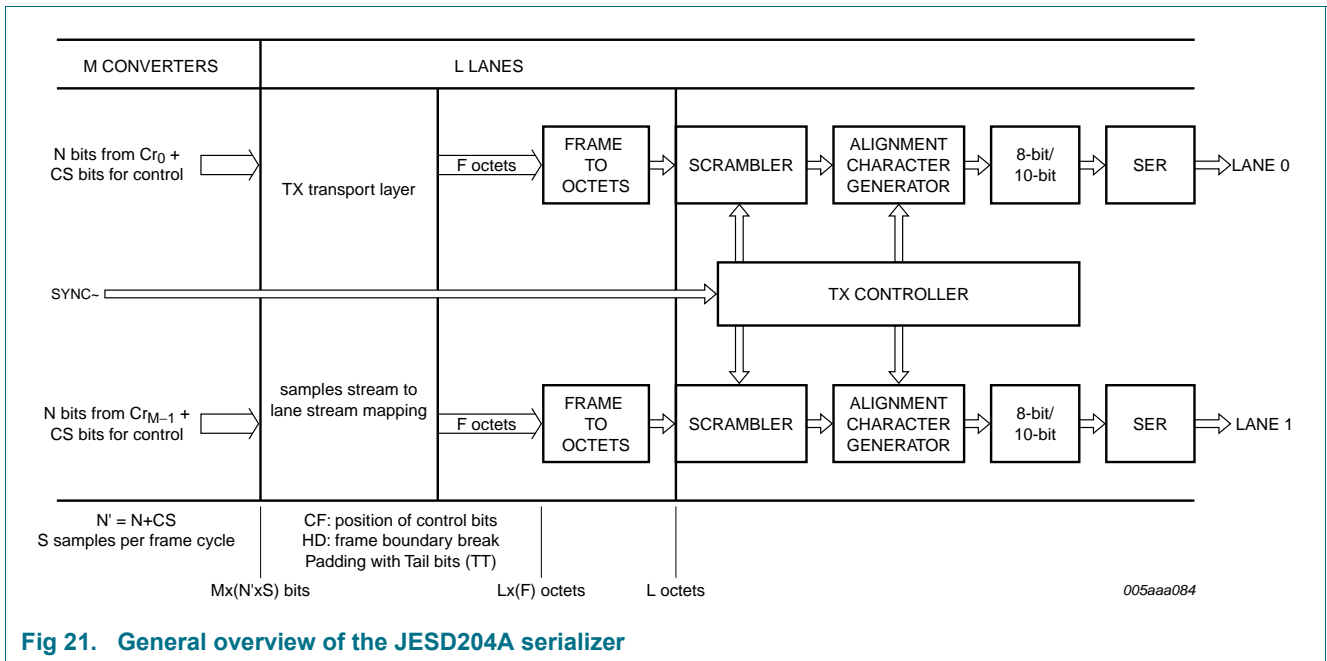 M CONVERTERS
L LANES
N bits from Cr0 +
CS bits for control
TX transport layer
F octets
FRAME
TO
OCTETS
SCRAMBLER
ALIGNMENT
CHARACTER
GENERATOR
8-bit/
10-bit
SER
LANE 0
SYNC~
TX CONTROLLER
N bits from CrM−1 +
CS bits for control
samples stream to
lane stream mapping
F octets
FRAME
TO
OCTETS
SCRAMBLER
ALIGNMENT
CHARACTER
GENERATOR
8-bit/
10-bit
SER
LANE 1
N' = N+CS
S samples per frame cycle
CF: position of control bits
HD: frame boundary break
Padding with Tail bits (TT)
Mx(N'xS) bits
Lx(F) octets
L octets
005aaa084
Fig 21. General overview of the JESD204A serializer